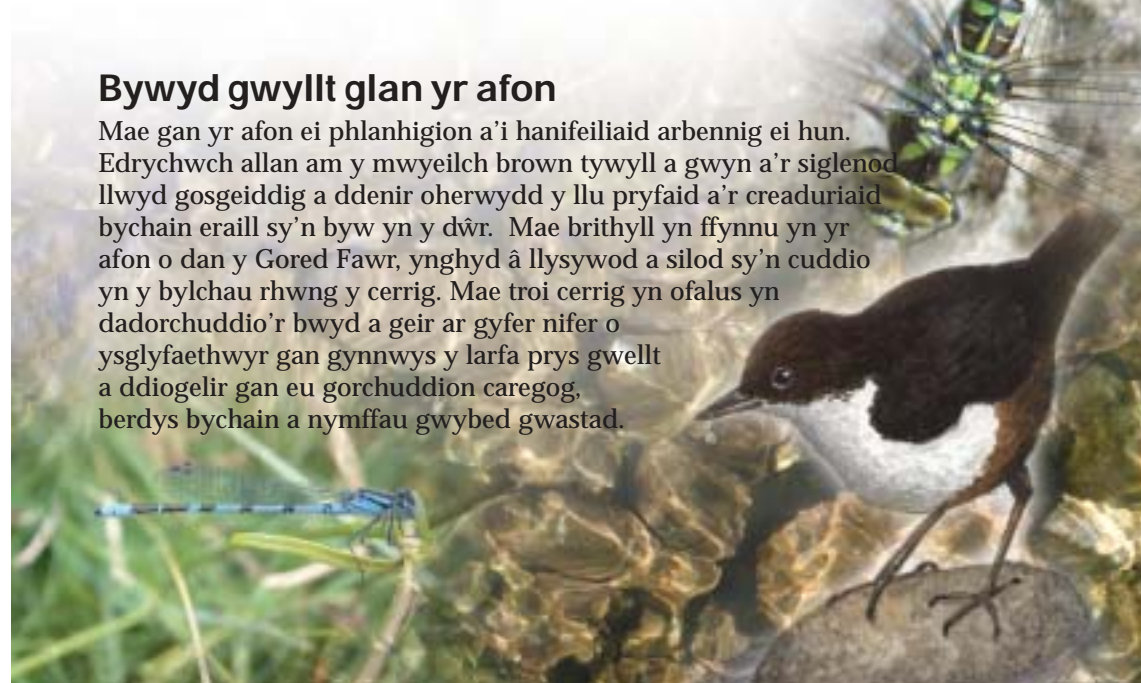 Bywyd gwyllt glan yr afon
Mae gan yr afon ei phlanhigion a'i hanifeiliaid arbennig ei hun.
Edrychwch allan am y mwyeilch brown tywyll a gwyn a'r siglenod
llwyd gosgeiddig a ddenir oherwydd y llu pryfaid a'r creaduriaid
bychain eraill sy'n byw yn y dŵr. Mae brithyll yn ffynnu yn yr
afon o dan y Gored Fawr, ynghyd â llysywod a silod sy'n cuddio
yn y bylchau rhwng y cerrig. Mae troi cerrig yn ofalus yn
dadorchuddio'r bwyd a geir ar gyfer nifer o
ysglyfaethwyr gan gynnwys y larfa prys gwellt
a ddiogelir gan eu gorchuddion caregog,
berdys bychain a nymffau gwybed gwastad.